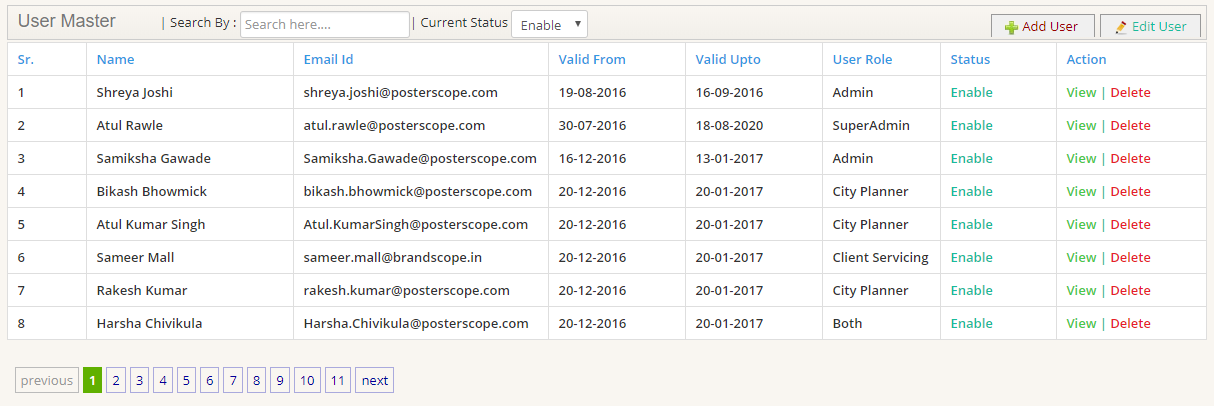 User Master | Search By : Search here.... | Current Status Enable Add User Edit User
Sr. Name Email Id Valid From Valid Upto User Role Status Action
1 Shreya Joshi shreya.joshi@posterscope.com 19-08-2016 16-09-2016 Admin Enable View | Delete
2 Atul Rawle atul.rawle@posterscope.com 30-07-2016 18-08-2020 SuperAdmin Enable View | Delete
3 Samiksha Gawade Samiksha.Gawade@posterscope.com 16-12-2016 13-01-2017 Admin Enable View | Delete
4 Bikash Bhowmick bikash.bhowmick@posterscope.com 20-12-2016 20-01-2017 City Planner Enable View | Delete
5 Atul Kumar Singh Atul.KumarSingh@posterscope.com 20-12-2016 20-01-2017 City Planner Enable View | Delete
6 Sameer Mall sameer.mall@brandscope.in 20-12-2016 20-01-2017 Client Servicing Enable View | Delete
7 Rakesh Kumar rakesh.kumar@posterscope.com 20-12-2016 20-01-2017 City Planner Enable View | Delete
8 Harsha Chivikula Harsha.Chivikula@posterscope.com 20-12-2016 20-01-2017 Both Enable View | Delete
previous 1 2 3 4 5 6 7 8 9 10 11 next